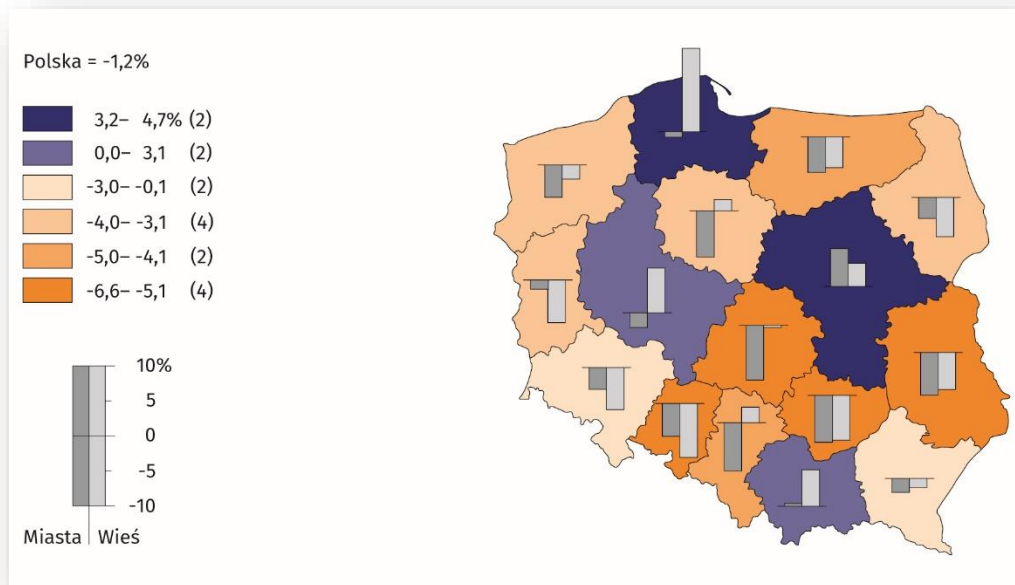 Polska = -1,2%
3,2– 4,7% (2)
0,0– 3,1 (2)
-3,0– -0,1 (2)
-4,0– -3,1 (4)
-5,0– -4,1 (2)
-6,6– -5,1 (4)
10%
5
0
-5
-10
Miasta Wieś